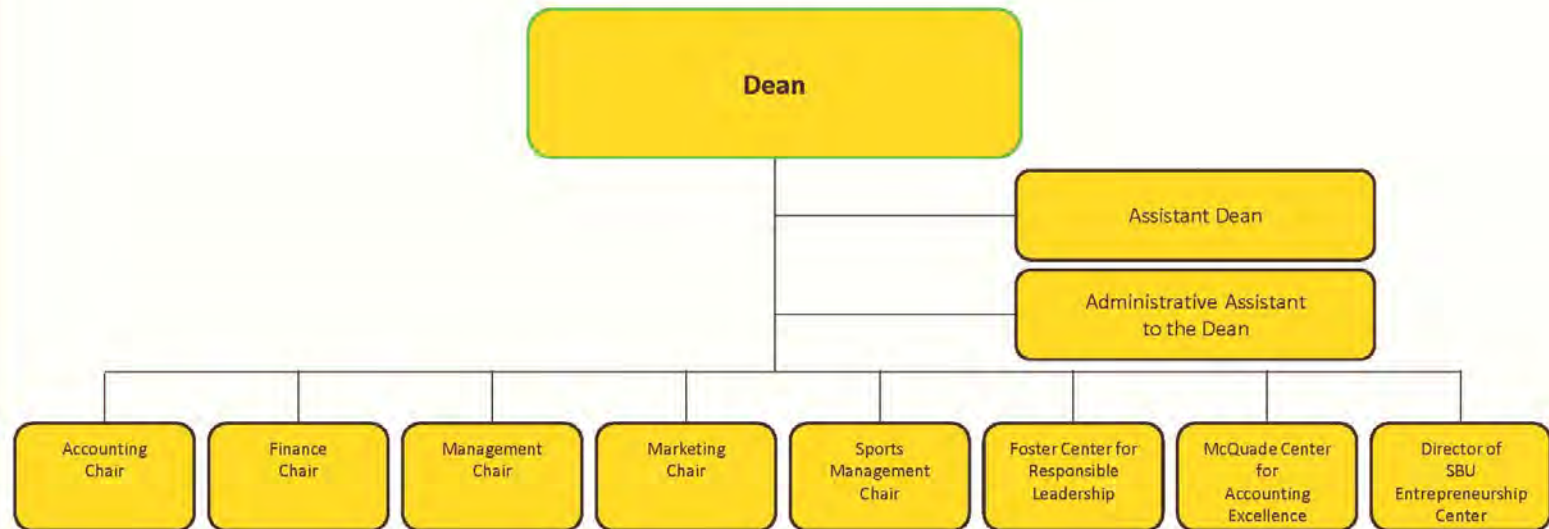 Dean
Assistant Dean
Administrative Assistant
to the Dean
Accounting
Chair
Finance
Chair
Management
Chair
Marketing
Chair
Sports
Management
Chair
Foster Center for
Responsible
Leadership
McQuade Center
for
Accounting
Excellence
Director of
SBU
Entrepreneurship
Center